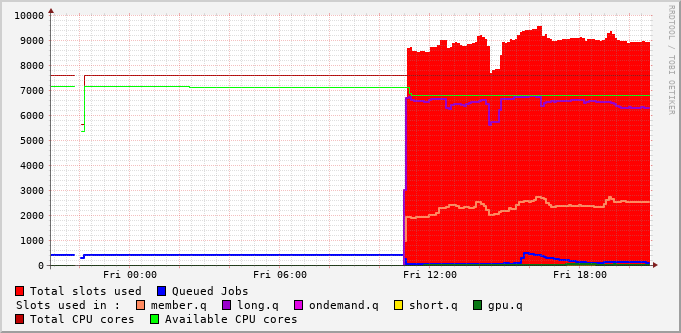 10000
9000
8000
7000
6000
5000
4000
3000
2000
1000
0
Fri 00:00 Fri 06:00 Fri 12:00 Fri 18:00
RRDTOOL / TOBI OETIKER
Total slots used Queued Jobs
Slots used in : member.q long.q ondemand.q short.q gpu.q
Total CPU cores Available CPU cores